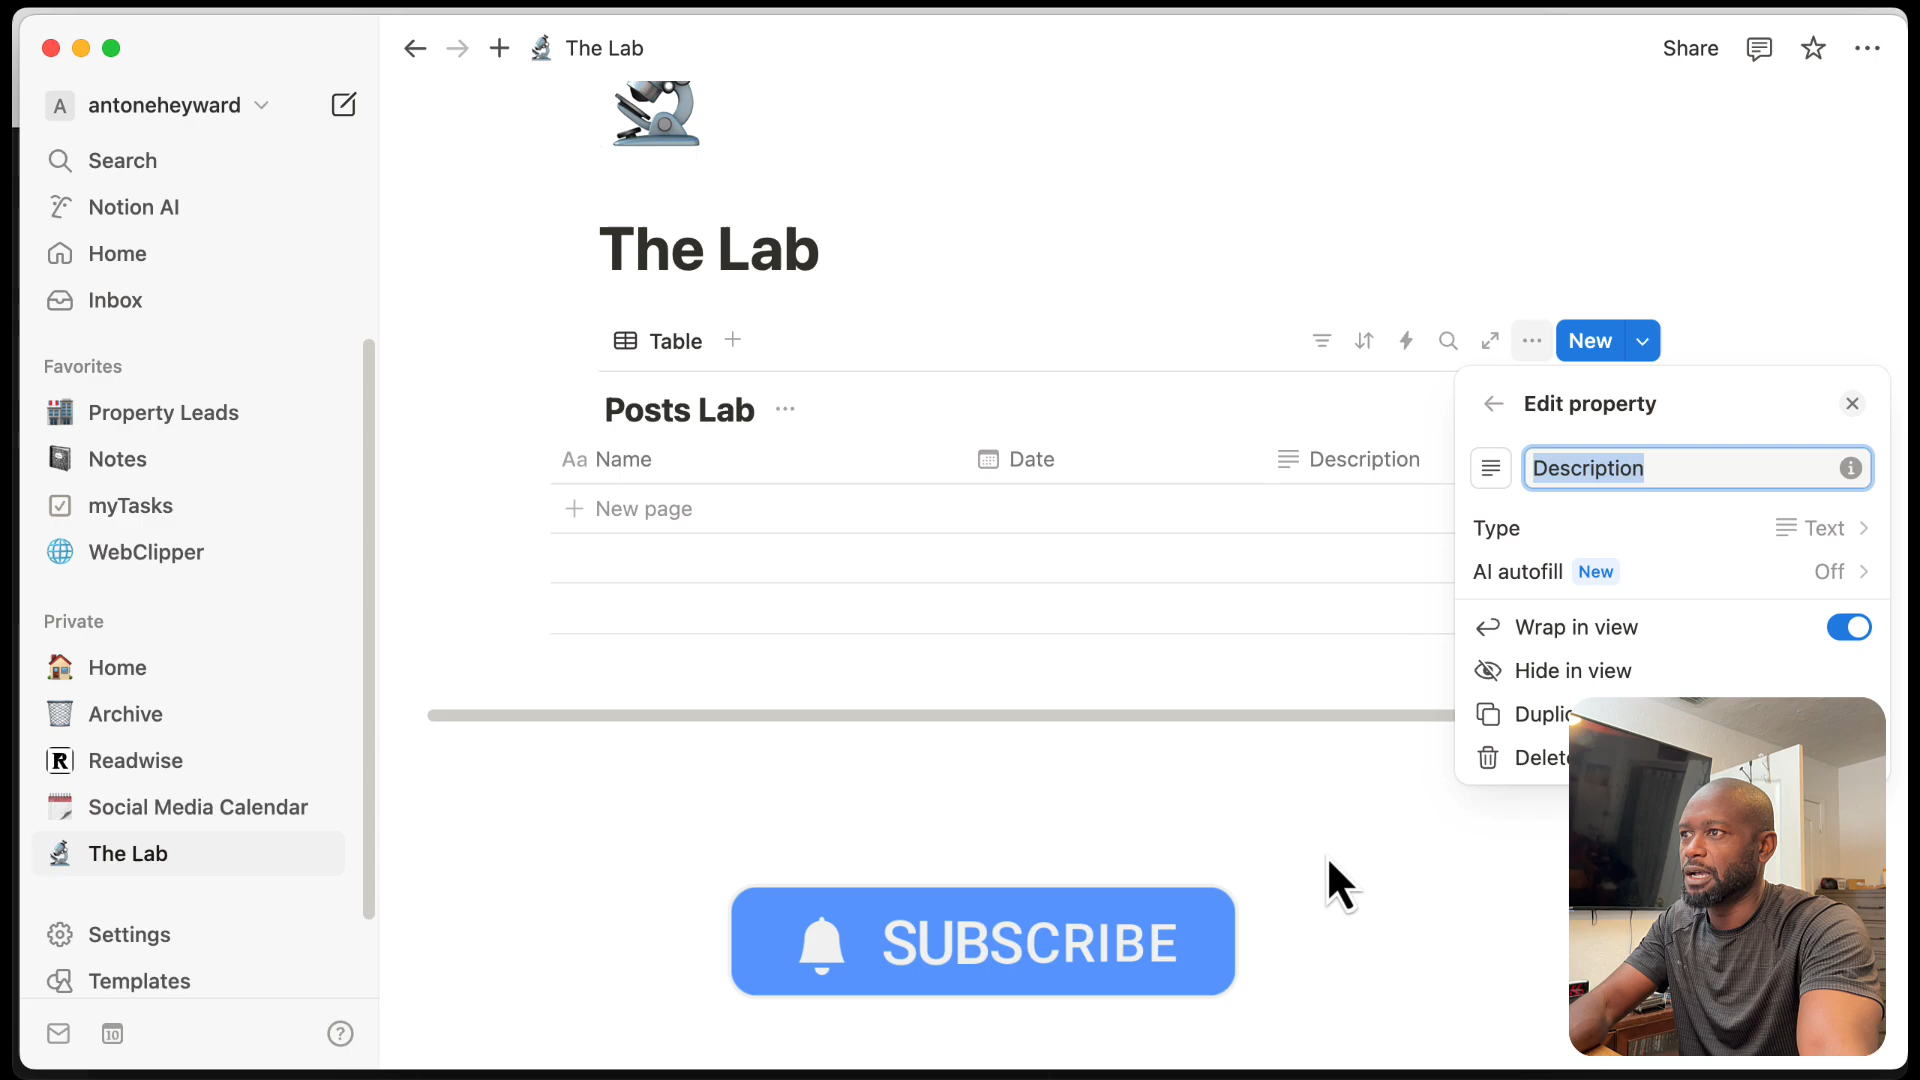 The Lab
Share
A antoneheyward
Search
Notion AI
Home
Inbox
Favorites
Property Leads
Notes
myTasks
WebClipper
Private
Home
Archive
R Readwise
Social Media Calendar
The Lab
Settings
Templates
10
?
The Lab
Table
New
Posts Lab ...
Aa Name
Date
Description
New page
Edit property
Description
i
Type
Text
AI autofill New
Off
Wrap in view
Hide in view
Duplic
Delete
SUBSCRIBE